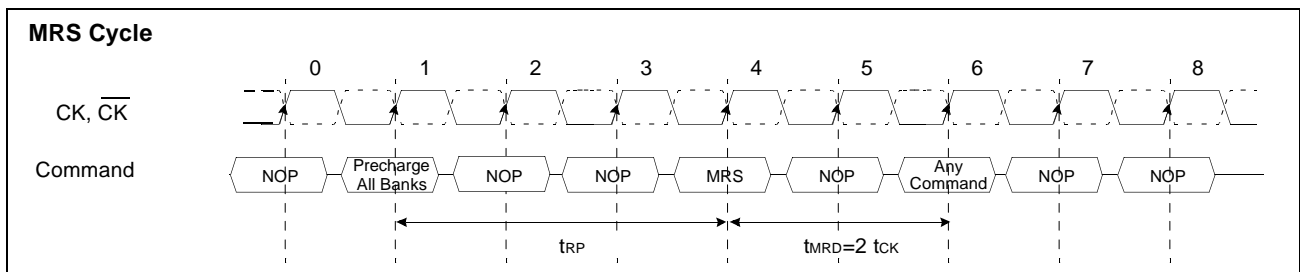 MRS Cycle
0 1 2 3 4 5 6 7 8
CK, C̅K̅
Command
NOP Precharge All Banks NOP NOP MRS NOP Any Command NOP NOP
tRP tMRD=2 tCK